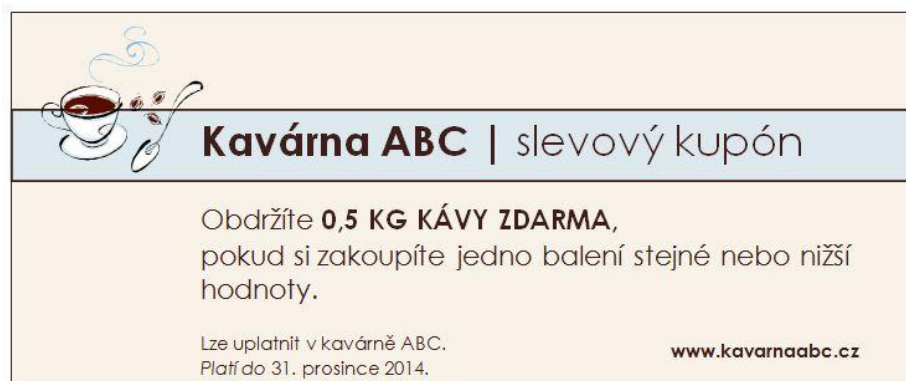 Kavárna ABC | slevový kupón
Obdržíte 0,5 KG KÁVY ZDARMA,
pokud si zakoupíte jedno balení stejné nebo nižší
hodnoty.
Lze uplatnit v kavárně ABC.
Platí do 31. prosince 2014.
www.kavarnaabc.cz